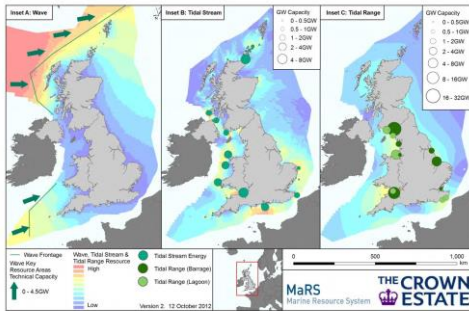 Inset A: Wave
Inset B: Tidal Stream
GW Capacity
0 - 0.5GW
0.5 - 1GW
1 - 2GW
2 - 4GW
4 - 8GW
Inset C: Tidal Range
GW Capacity
0 - 0.5GW
0.5 - 1GW
1 - 2GW
2 - 4GW
4 - 8GW
8 - 16GW
16 - 32GW
Wave Frontage
Wave Key
Resource Areas
Technical Capacity
0 - 4.5GW
Wave, Tidal Stream &
Tidal Range Resource
High
Low
Tidal Stream Energy
Tidal Range (Barrage)
Tidal Range (Lagoon)
Version 2. 12 October 2012
0
500
1,000
km
MaRS
Marine Resource System
THE CROWN
ESTATE